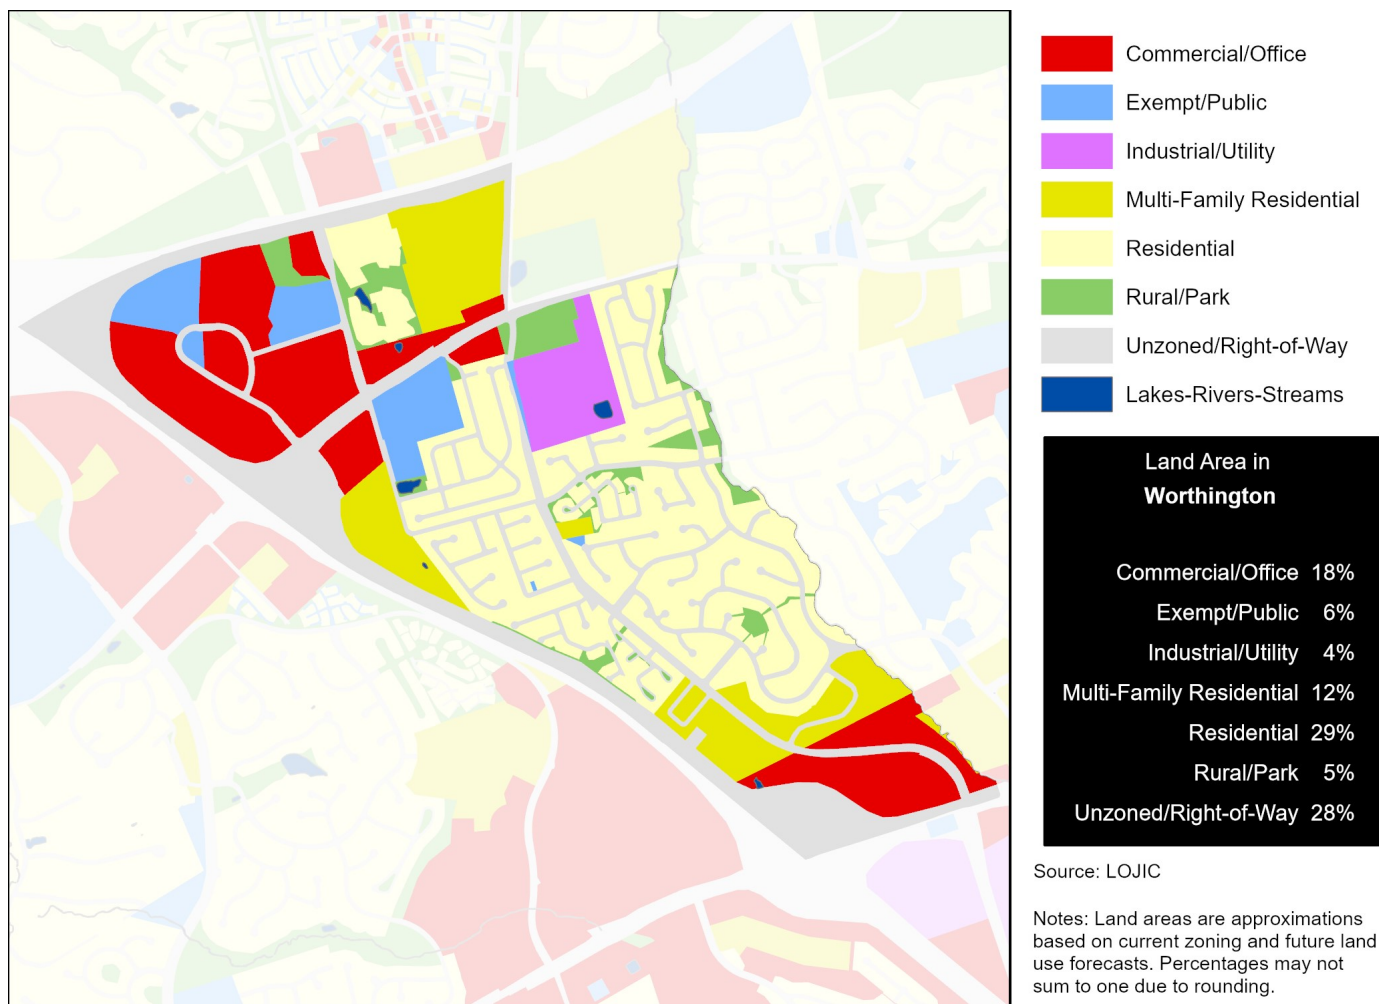 Commercial/Office
Exempt/Public
Industrial/Utility
Multi-Family Residential
Residential
Rural/Park
Unzoned/Right-of-Way
Lakes-Rivers-Streams
Land Area in
Worthington
Commercial/Office 18%
Exempt/Public 6%
Industrial/Utility 4%
Multi-Family Residential 12%
Residential 29%
Rural/Park 5%
Unzoned/Right-of-Way 28%
Source: LOJIC
Notes: Land areas are approximations
based on current zoning and future land
use forecasts. Percentages may not
sum to one due to rounding.